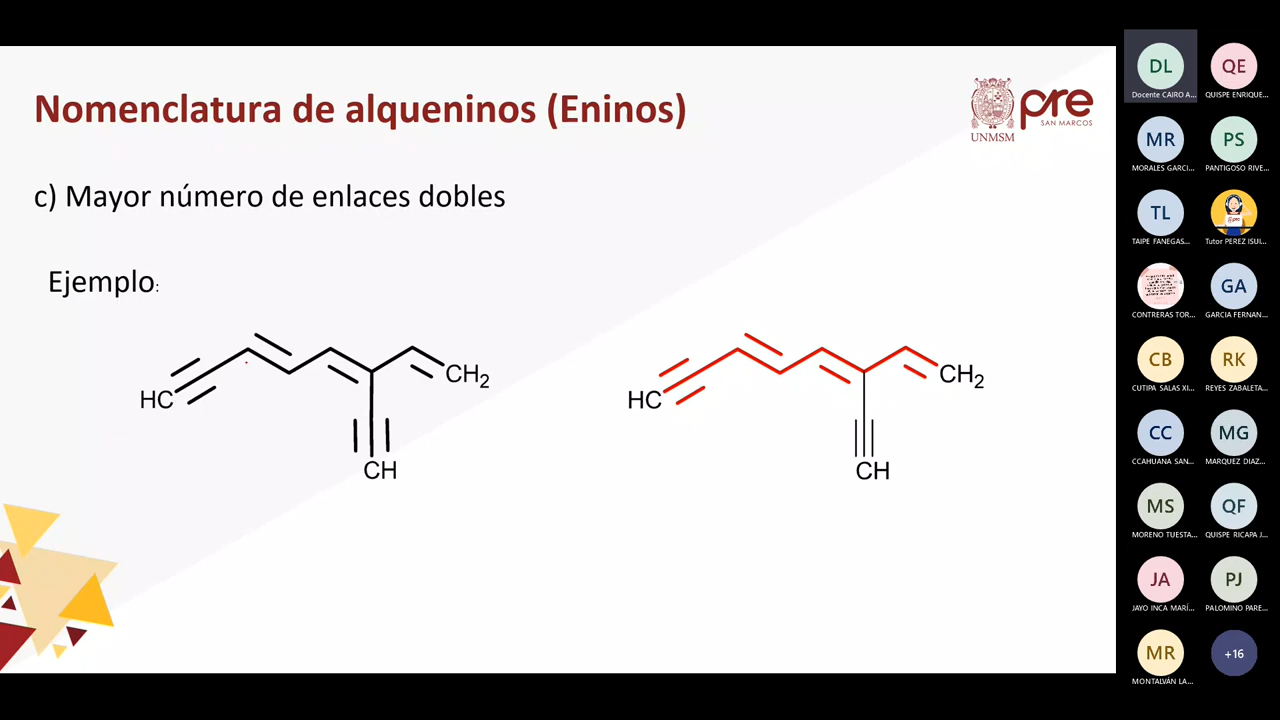 Nomenclatura de alqueninos (Eninos)
UNMSM
pre
SAN MARCOS
c) Mayor número de enlaces dobles
Ejemplo:
HC
CH2
CH
HC
CH2
CH
DL
Docente CAIRO A...
QE
QUISPE ENRIQUE...
MR
MORALES GARCI...
PS
PANTIGOSO RIVE...
TL
TAIPE FANEGAS...
Tutor PEREZ ISUI...
CONTRERAS TOR...
GA
GARCIA FERNAN...
CB
CUTIPA SALAS XI...
RK
REYES ZABALETA...
CC
CCAHUANA SAN...
MG
MARQUEZ DIAZ...
MS
MORENO TUESTA...
QF
QUISPE RICAPA J...
JA
JAYO INCA MARÍ...
PJ
PALOMINO PARE...
MR
MONTALVÁN LA...
+16